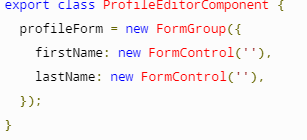 export class ProfileEditorComponent {
  profileForm = new FormGroup({
    firstName: new FormControl(''),
    lastName: new FormControl(''),
  });
}